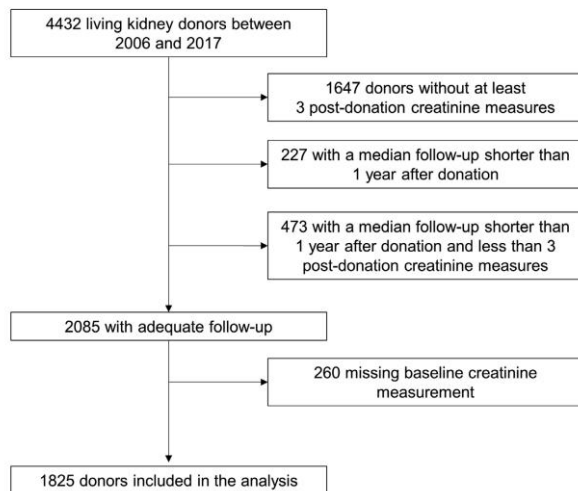 4432 living kidney donors between
2006 and 2017
1647 donors without at least
3 post-donation creatinine measures
227 with a median follow-up shorter than
1 year after donation
473 with a median follow-up shorter than
1 year after donation and less than 3
post-donation creatinine measures
2085 with adequate follow-up
260 missing baseline creatinine
measurement
1825 donors included in the analysis